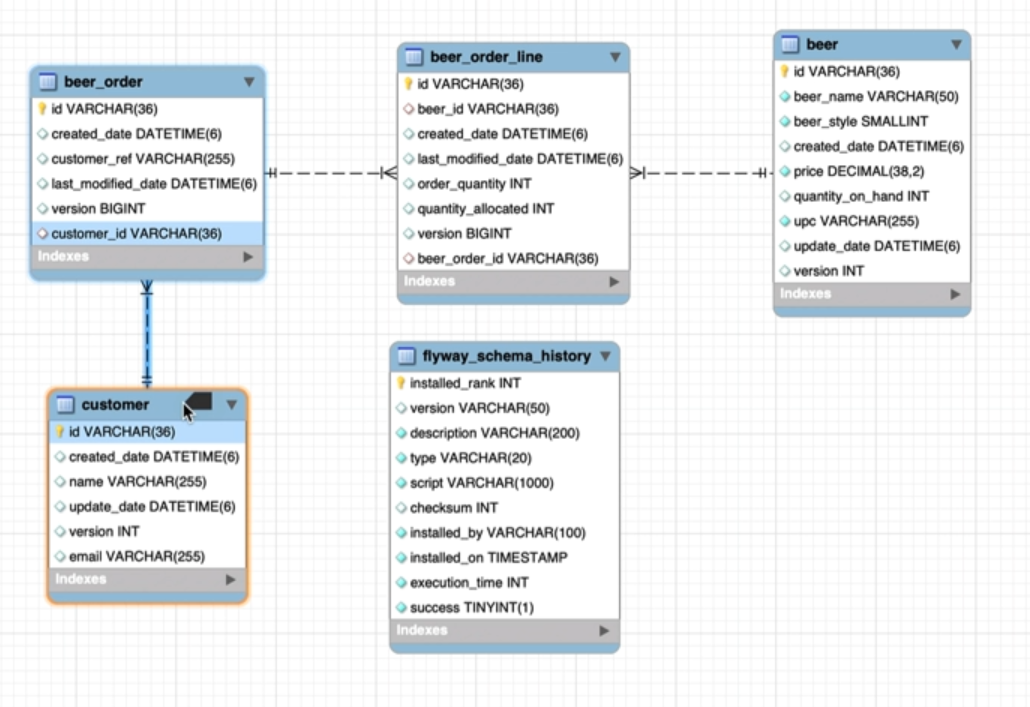 beer_order
id VARCHAR(36)
created_date DATETIME(6)
customer_ref VARCHAR(255)
last_modified_date DATETIME(6)
version BIGINT
customer_id VARCHAR(36)
Indexes
beer_order_line
id VARCHAR(36)
beer_id VARCHAR(36)
created_date DATETIME(6)
last_modified_date DATETIME(6)
order_quantity INT
quantity_allocated INT
version BIGINT
beer_order_id VARCHAR(36)
Indexes
beer
id VARCHAR(36)
beer_name VARCHAR(50)
beer_style SMALLINT
created_date DATETIME(6)
price DECIMAL(38,2)
quantity_on_hand INT
upc VARCHAR(255)
update_date DATETIME(6)
version INT
Indexes
customer
id VARCHAR(36)
created_date DATETIME(6)
name VARCHAR(255)
update_date DATETIME(6)
version INT
email VARCHAR(255)
Indexes
flyway_schema_history
installed_rank INT
version VARCHAR(50)
description VARCHAR(200)
type VARCHAR(20)
script VARCHAR(1000)
checksum INT
installed_by VARCHAR(100)
installed_on TIMESTAMP
execution_time INT
success TINYINT(1)
Indexes